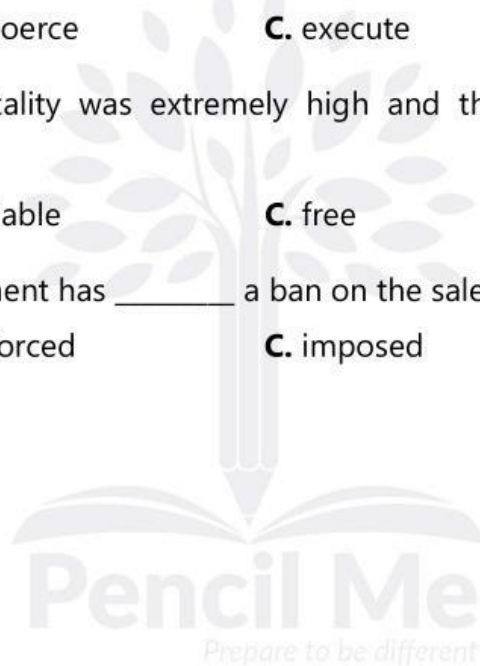 oerce C. execute
tality was extremely high and th
able C. free
ent has ________ a ban on the sale
orced C. imposed
Pencil Me
Prepare to be different